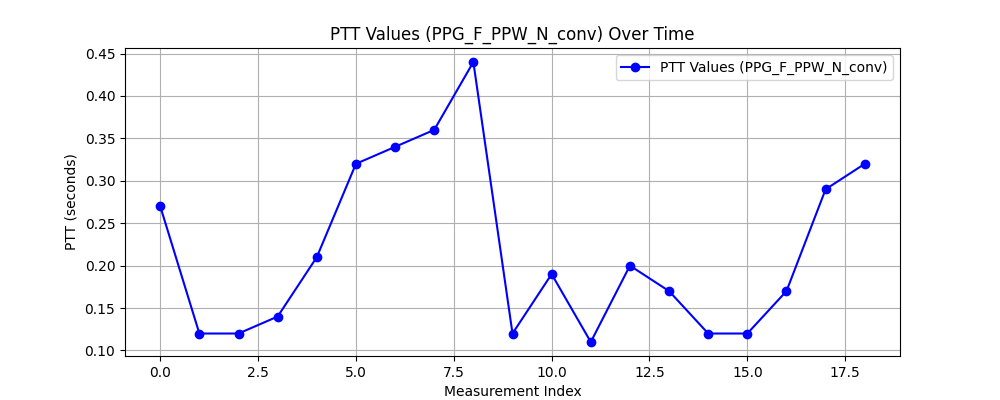 PTT Values (PPG_F_PPW_N_conv) Over Time
PTT Values (PPG_F_PPW_N_conv)
PTT (seconds)
0.45
0.40
0.35
0.30
0.25
0.20
0.15
0.10
0.0 2.5 5.0 7.5 10.0 12.5 15.0 17.5
Measurement Index